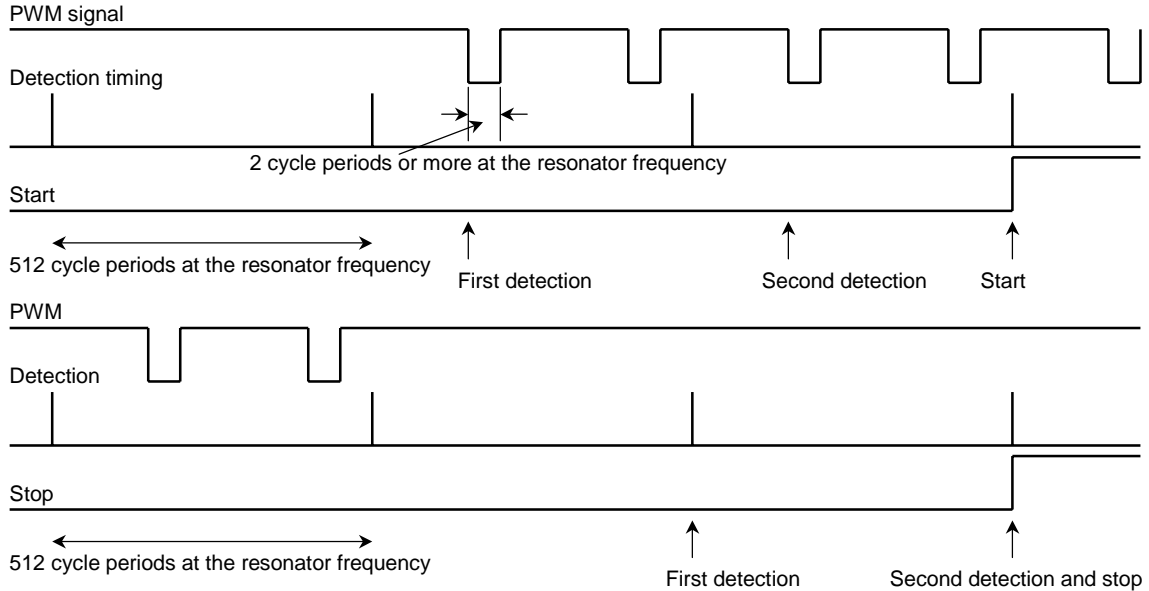 PWM signal
Detection timing
2 cycle periods or more at the resonator frequency
Start
512 cycle periods at the resonator frequency
First detection
Second detection
Start
PWM
Detection
Stop
512 cycle periods at the resonator frequency
First detection
Second detection and stop